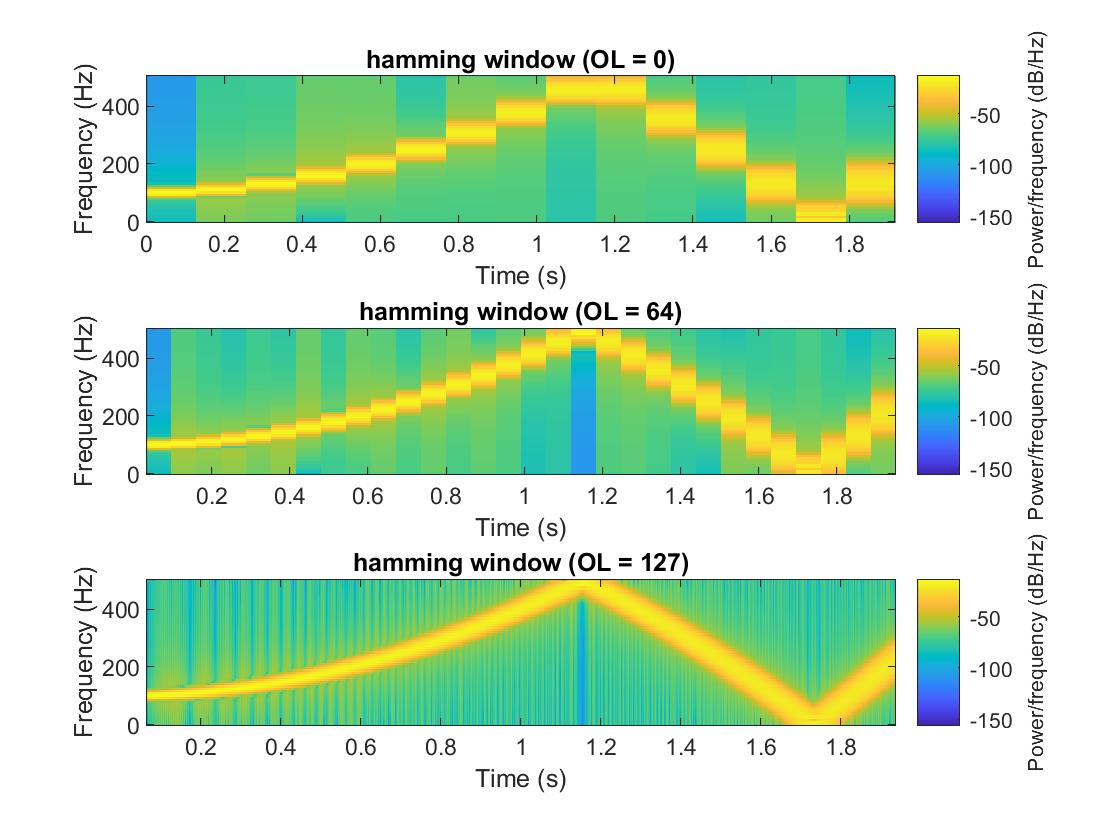 hamming window (OL = 0)
Frequency (Hz)
400
200
0
0 0.2 0.4 0.6 0.8 1 1.2 1.4 1.6 1.8
Time (s)
-50
-100
-150
Power/frequency (dB/Hz)
hamming window (OL = 64)
Frequency (Hz)
400
200
0
0.2 0.4 0.6 0.8 1 1.2 1.4 1.6 1.8
Time (s)
-50
-100
-150
Power/frequency (dB/Hz)
hamming window (OL = 127)
Frequency (Hz)
400
200
0
0.2 0.4 0.6 0.8 1 1.2 1.4 1.6 1.8
Time (s)
-50
-100
-150
Power/frequency (dB/Hz)